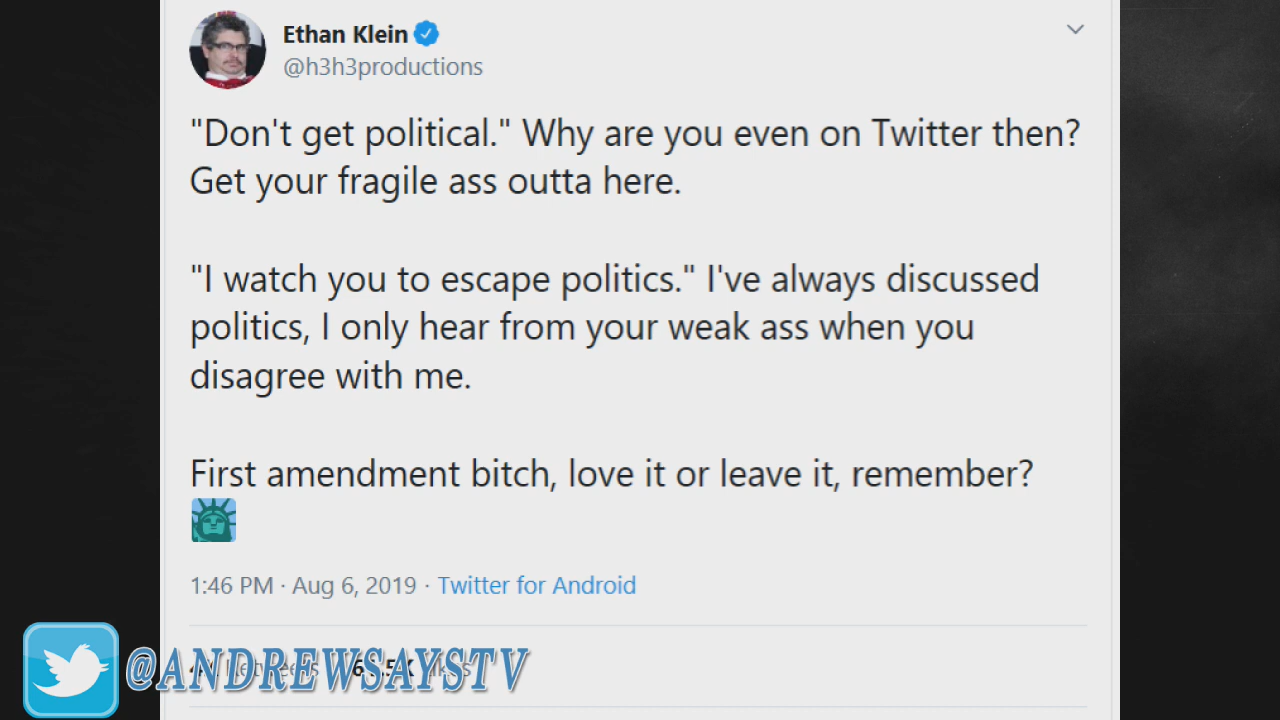 Ethan Klein
@h3h3productions
"Don't get political." Why are you even on Twitter then?
Get your fragile ass outta here.
"I watch you to escape politics." I've always discussed
politics, I only hear from your weak ass when you
disagree with me.
First amendment bitch, love it or leave it, remember?
1:46 PM · Aug 6, 2019 · Twitter for Android
@ANDREWSAYSTV